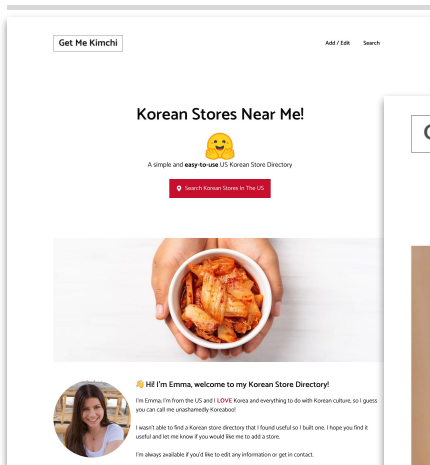 Get Me Kimchi
Add / Edit Search
Korean Stores Near Me!
A simple and easy-to-use US Korean Store Directory
Search Korean Stores In The US
Hi! I'm Emma, welcome to my Korean Store Directory!
I'm Emma; I'm from the US and I LOVE Korea and everything to do with Korean culture, so I guess
you can call me unashamedly Koreaboo!
I wasn't able to find a Korean store directory that I found useful so I built one. I hope you find it
useful and let me know if you would like me to add a store.
I'm always available if you'd like to edit any information or get in contact.